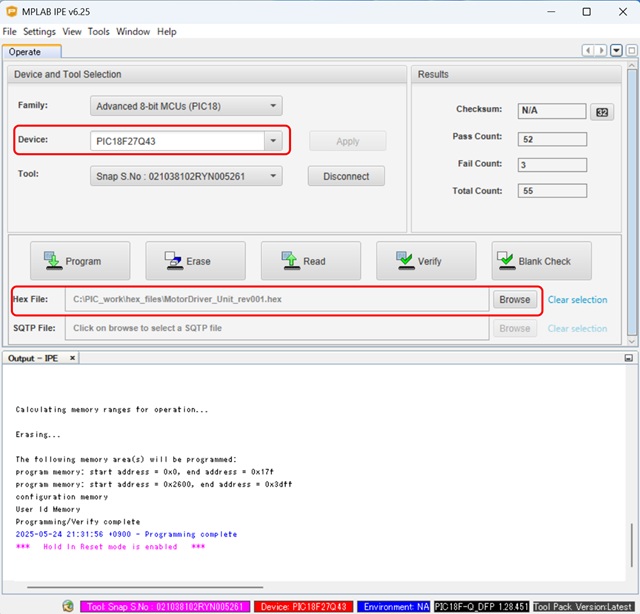 MPLAB IPE v6.25
File Settings View Tools Window Help
Operate
Device and Tool Selection
Results
Family: Advanced 8-bit MCUs (PIC18)
Checksum: N/A
32
Device: PIC18F27Q43 Apply
Pass Count: 52
Fail Count: 3
Tool: Snap S.No : 021038102RYN005261 Disconnect
Total Count: 55
Program Erase Read Verify Blank Check
Hex File: C:\PIC_work\hex_files\MotorDriver_Unit_rev001.hex Browse Clear selection
SQTP File: Click on browse to select a SQTP file Browse Clear selection
Output - IPE ×
Calculating memory ranges for operation...
Erasing...
The following memory area(s) will be programmed:
program memory: start address = 0x0, end address = 0x17f
program memory: start address = 0x2600, end address = 0x3dff
configuration memory
User Id Memory
Programming/Verify complete
2025-05-24 21:31:56 +0900 - Programming complete
*** Hold In Reset mode is enabled ***
Tool: Snap S.No : 021038102RYN005261 Device: PIC18F27Q43 Environment: NA PIC18F-Q_DFP 1.28.451 Tool Pack Version:Latest